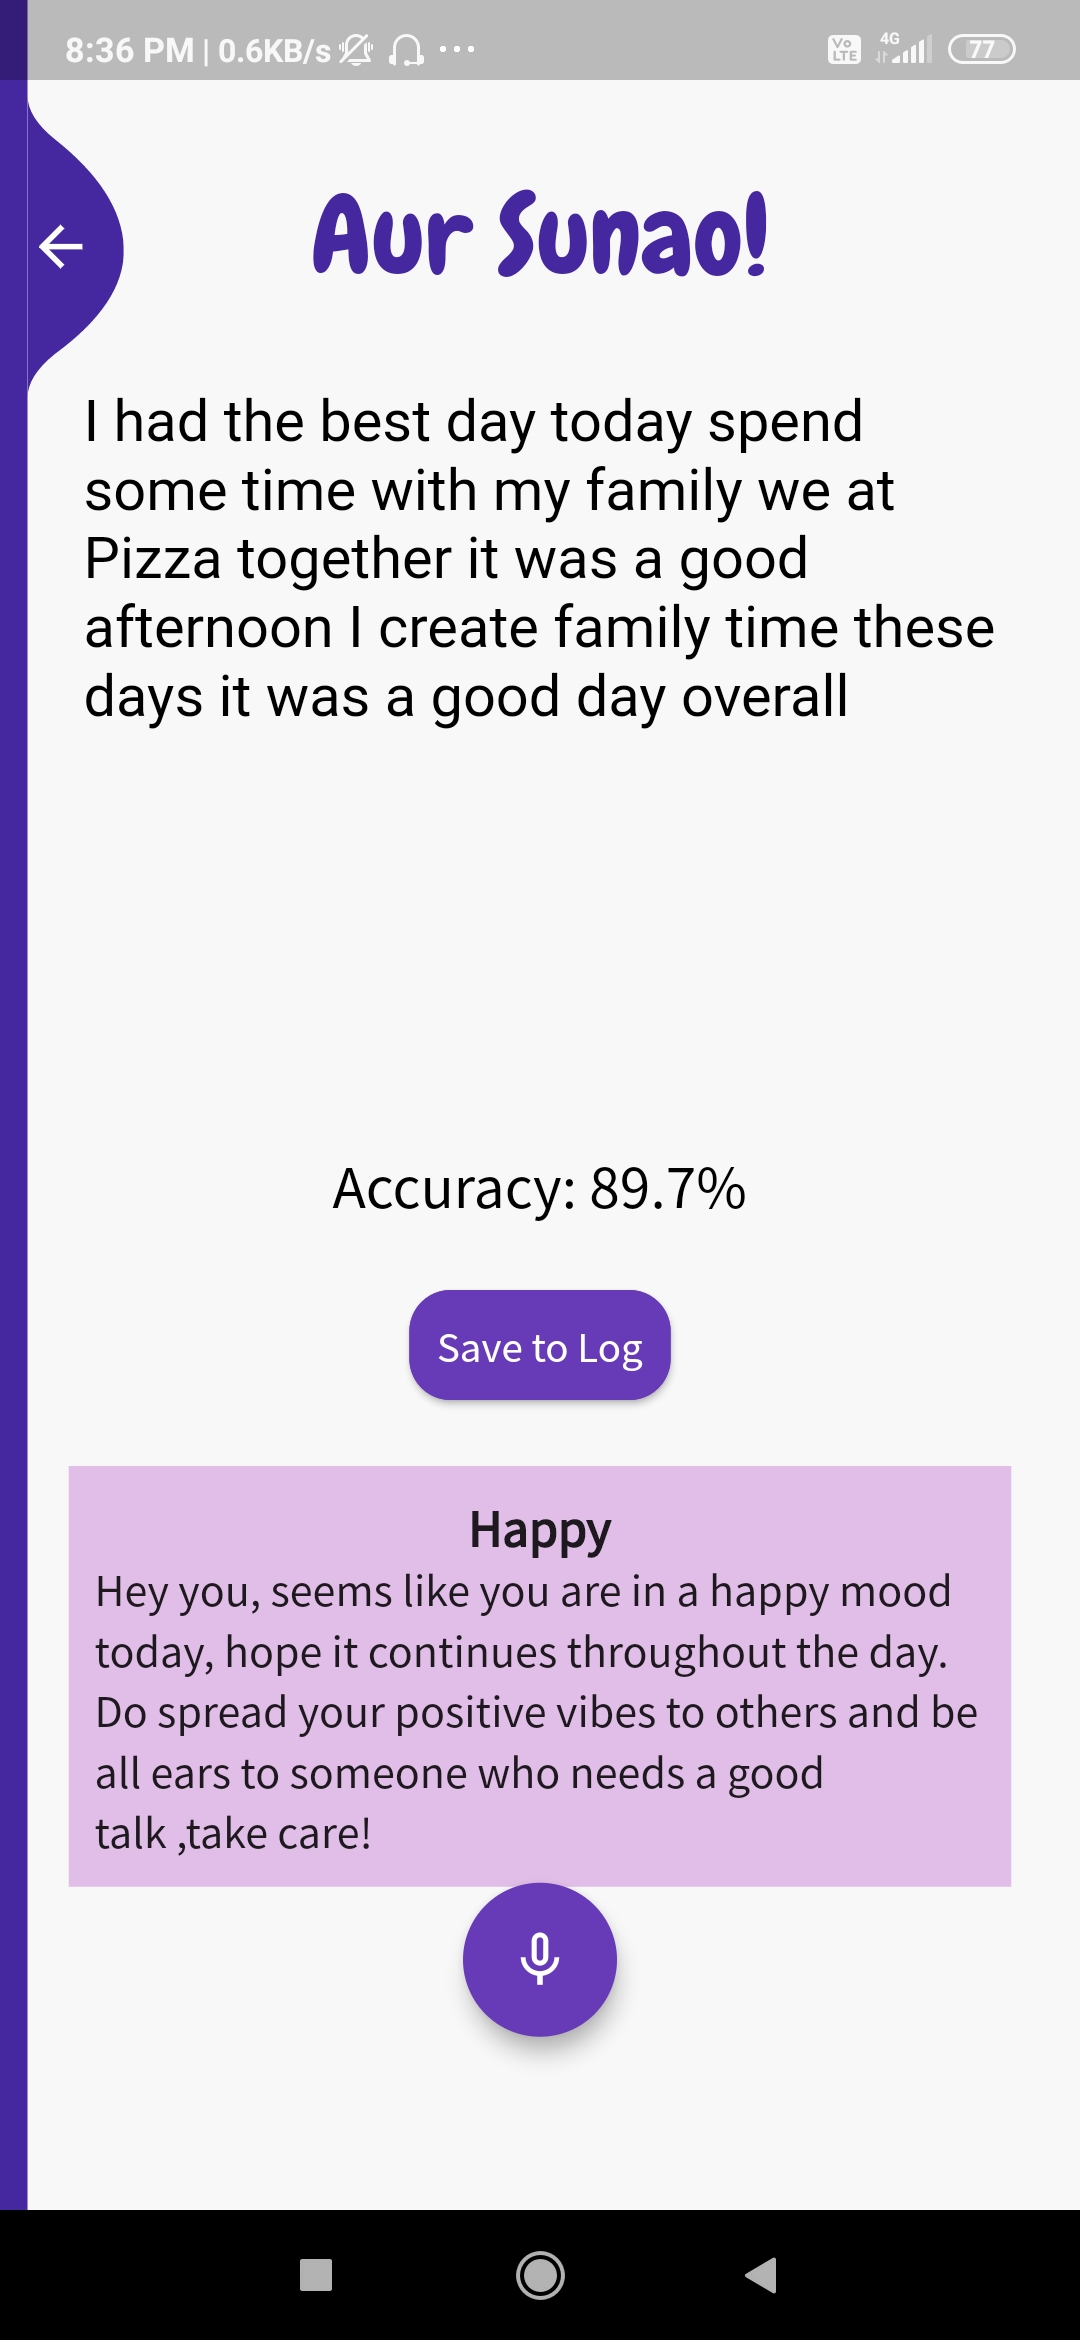 8:36 PM | 0.6KB/s
Vo LTE
4G
77
Aur Sunao!
I had the best day today spend
some time with my family we at
Pizza together it was a good
afternoon I create family time these
days it was a good day overall
Accuracy: 89.7%
Save to Log
Happy
Hey you, seems like you are in a happy mood
today, hope it continues throughout the day.
Do spread your positive vibes to others and be
all ears to someone who needs a good
talk ,take care!